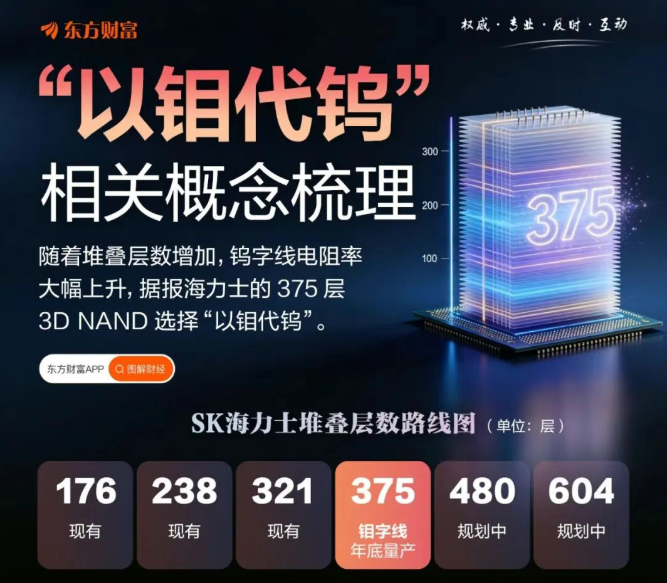 东方财富
权威·专业·及时·互动
“以钼代钨”
相关概念梳理
随着堆叠层数增加，钨字线电阻率
大幅上升，据报海力士的 375 层
3D NAND 选择“以钼代钨”。
300
200
100
375
东方财富APP 图解财经
SK海力士堆叠层数路线图（单位：层）
176 238 321 375 480 604
现有 现有 现有 钼字线 规划中 规划中
年底量产